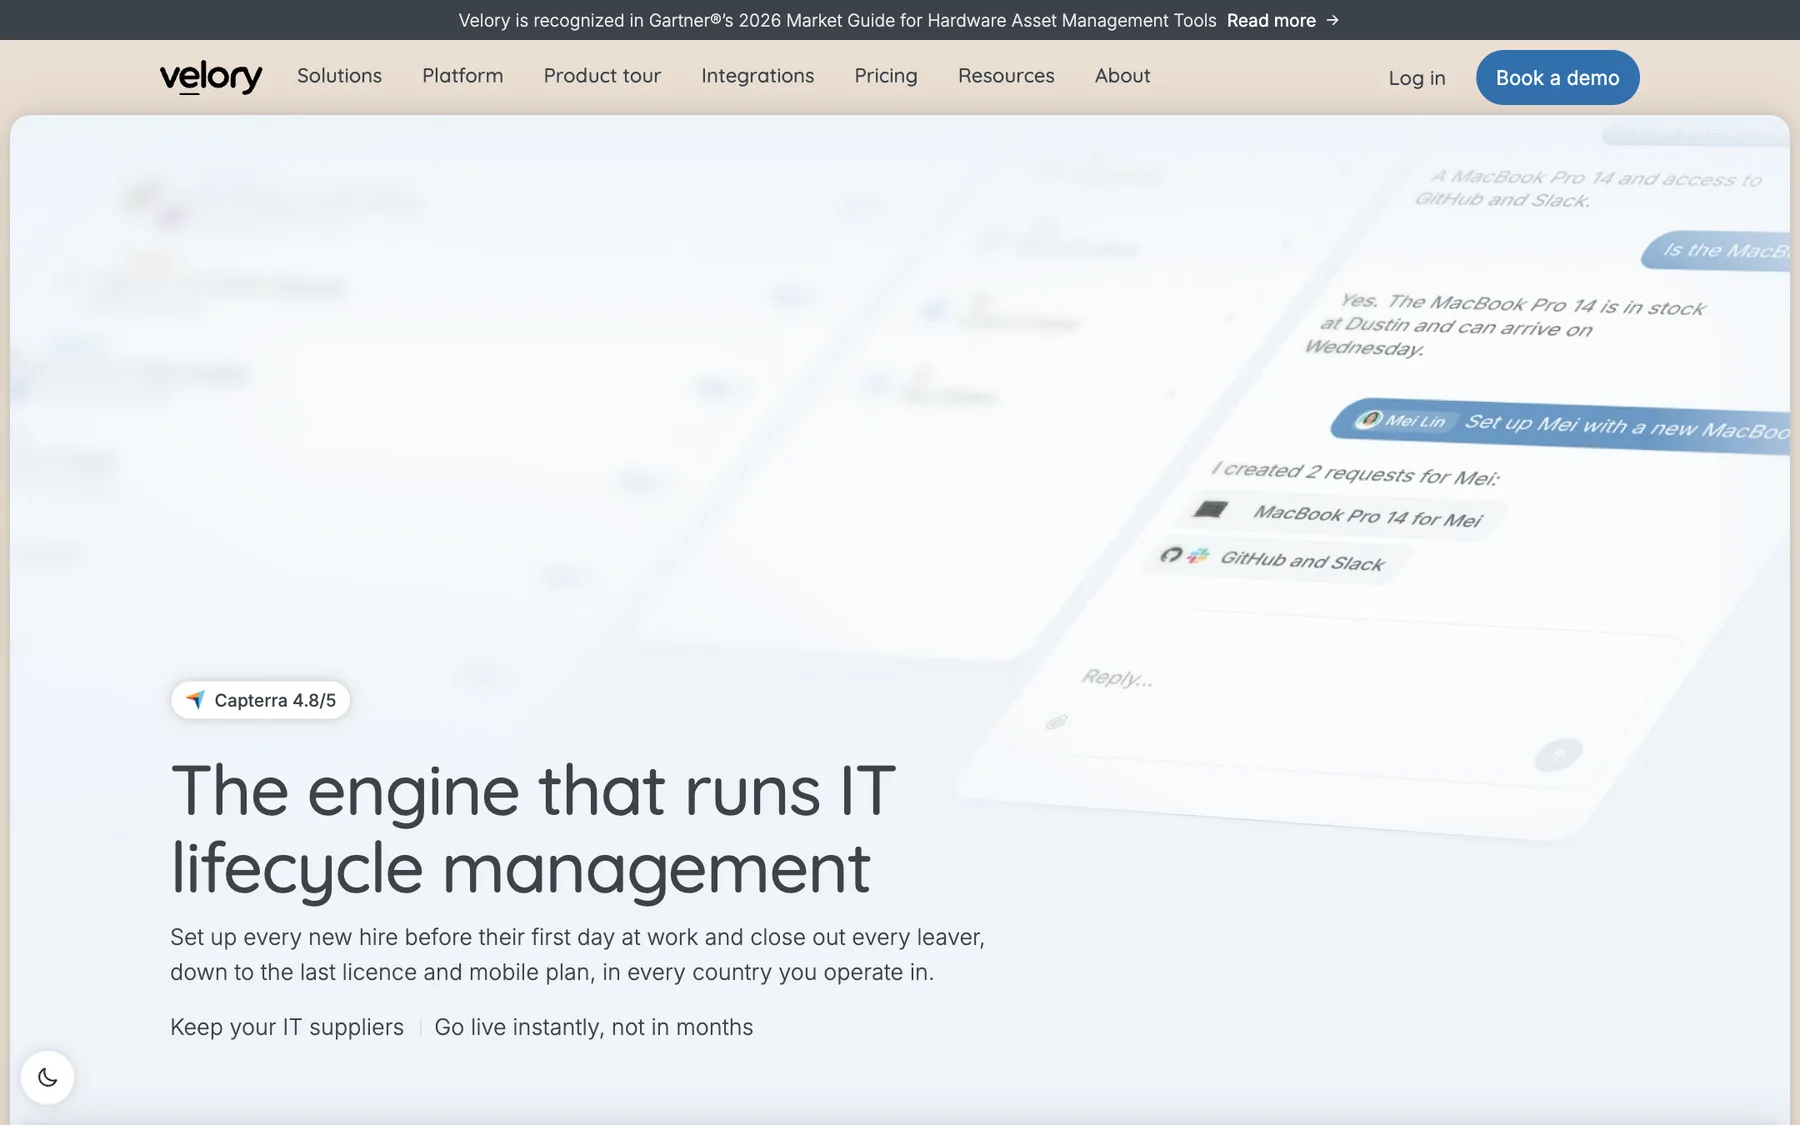 Velory is recognized in Gartner®'s 2026 Market Guide for Hardware Asset Management Tools Read more →
velory
Solutions
Platform
Product tour
Integrations
Pricing
Resources
About
Log in
Book a demo
A MacBook Pro 14 and access to
GitHub and Slack.
Is the MacB
Yes. The MacBook Pro 14 is in stock
at Dustin and can arrive on
Wednesday.
Mei Lin Set up Mei with a new MacBoo
I created 2 requests for Mei:
MacBook Pro 14 for Mei
GitHub and Slack
Reply...
Capterra 4.8/5
The engine that runs IT
lifecycle management
Set up every new hire before their first day at work and close out every leaver,
down to the last licence and mobile plan, in every country you operate in.
Keep your IT suppliers
Go live instantly, not in months